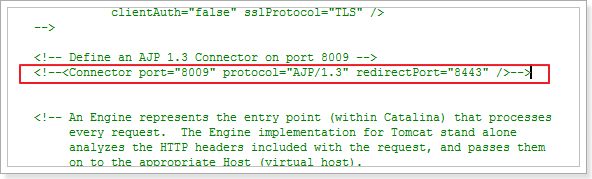 clientAuth="false" sslProtocol="TLS" />
-->
<!-- Define an AJP 1.3 Connector on port 8009 -->
<!--<Connector port="8009" protocol="AJP/1.3" redirectPort="8443" />-->
<!-- An Engine represents the entry point (within Catalina) that processes
every request.  The Engine implementation for Tomcat stand alone
analyzes the HTTP headers included with the request, and passes them
on to the appropriate Host (virtual host).